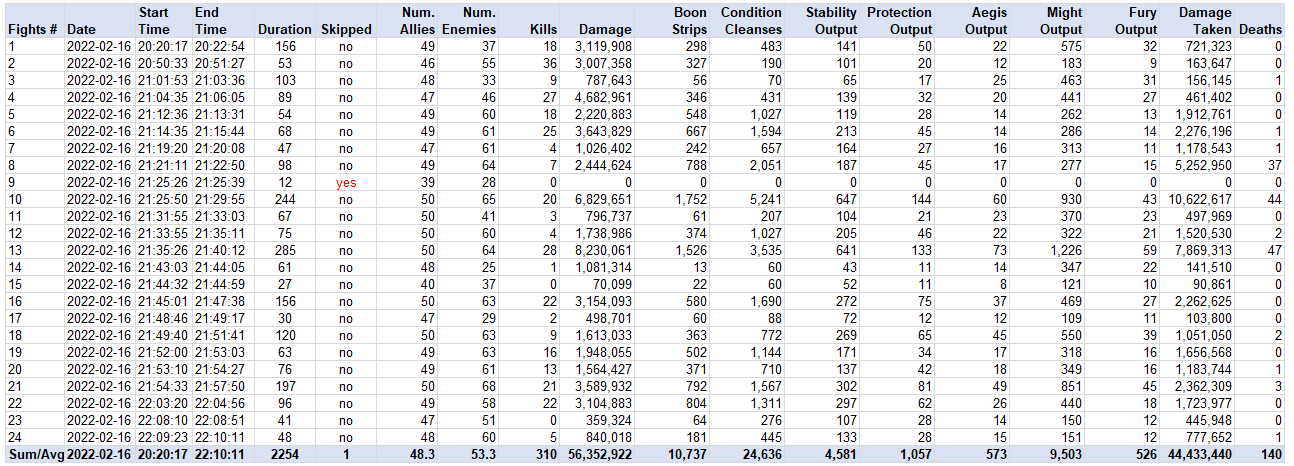 Fights # Date Start Time End Time Duration Skipped Num. Allies Num. Enemies Kills Damage Boon Strips Condition Cleanses Stability Output Protection Output Aegis Output Might Output Fury Output Damage Taken Deaths
1 2022-02-16 20:20:17 20:22:54 156 no 49 37 18 3,119,908 298 483 141 50 22 575 32 721,323 0
2 2022-02-16 20:50:33 20:51:27 53 no 46 55 36 3,007,358 327 190 101 20 12 183 9 163,647 0
3 2022-02-16 21:01:53 21:03:36 103 no 48 33 9 787,643 56 70 65 17 25 463 31 156,145 1
4 2022-02-16 21:04:35 21:06:05 89 no 47 46 27 4,682,961 346 431 139 32 20 441 27 461,402 0
5 2022-02-16 21:12:36 21:13:31 54 no 49 60 18 2,220,883 548 1,027 119 28 14 262 13 1,912,761 0
6 2022-02-16 21:14:35 21:15:44 68 no 49 61 25 3,643,829 667 1,594 213 45 14 286 14 2,276,196 1
7 2022-02-16 21:19:20 21:20:08 47 no 47 61 4 1,026,402 242 657 164 27 16 313 11 1,178,543 1
8 2022-02-16 21:21:11 21:22:50 98 no 49 64 7 2,444,624 788 2,051 187 45 17 277 15 5,252,950 37
9 2022-02-16 21:25:26 21:25:39 12 yes 39 28 0 0 0 0 0 0 0 0 0 0 0
10 2022-02-16 21:25:50 21:29:55 244 no 50 65 20 6,829,651 1,752 5,241 647 144 60 930 43 10,622,617 44
11 2022-02-16 21:31:55 21:33:03 67 no 50 41 3 796,737 61 207 104 21 23 370 23 497,969 0
12 2022-02-16 21:33:55 21:35:11 75 no 50 60 4 1,738,986 374 1,027 205 46 22 322 21 1,520,530 2
13 2022-02-16 21:35:26 21:40:12 285 no 50 64 28 8,230,061 1,526 3,535 641 133 73 1,226 59 7,869,313 47
14 2022-02-16 21:43:03 21:44:05 61 no 48 25 1 1,081,314 13 60 43 11 14 347 22 141,510 0
15 2022-02-16 21:44:32 21:44:59 27 no 40 37 0 70,099 22 60 52 11 8 121 10 90,861 0
16 2022-02-16 21:45:01 21:47:38 156 no 50 63 22 3,154,093 580 1,690 272 75 37 469 27 2,262,625 0
17 2022-02-16 21:48:46 21:49:17 30 no 47 29 2 498,701 60 88 72 12 12 109 11 103,800 0
18 2022-02-16 21:49:40 21:51:41 120 no 50 63 9 1,613,033 363 772 269 65 45 550 39 1,051,050 2
19 2022-02-16 21:52:00 21:53:03 63 no 49 63 16 1,948,055 502 1,144 171 34 17 318 16 1,656,568 0
20 2022-02-16 21:53:10 21:54:27 76 no 49 61 13 1,564,427 371 710 137 42 18 349 16 1,183,744 1
21 2022-02-16 21:54:33 21:57:50 197 no 50 68 21 3,589,932 792 1,567 302 81 49 851 45 2,362,309 3
22 2022-02-16 22:03:20 22:04:56 96 no 49 58 22 3,104,883 804 1,311 297 62 26 440 18 1,723,977 0
23 2022-02-16 22:08:10 22:08:51 41 no 47 51 0 359,324 64 276 107 28 14 150 12 445,948 0
24 2022-02-16 22:09:23 22:10:11 48 no 48 60 5 840,018 181 445 133 28 15 151 12 777,652 1
Sum/Avg 2022-02-16 20:20:17 22:10:11 2254 1 48.3 53.3 310 56,352,922 10,737 24,636 4,581 1,057 573 9,503 526 44,433,440 140